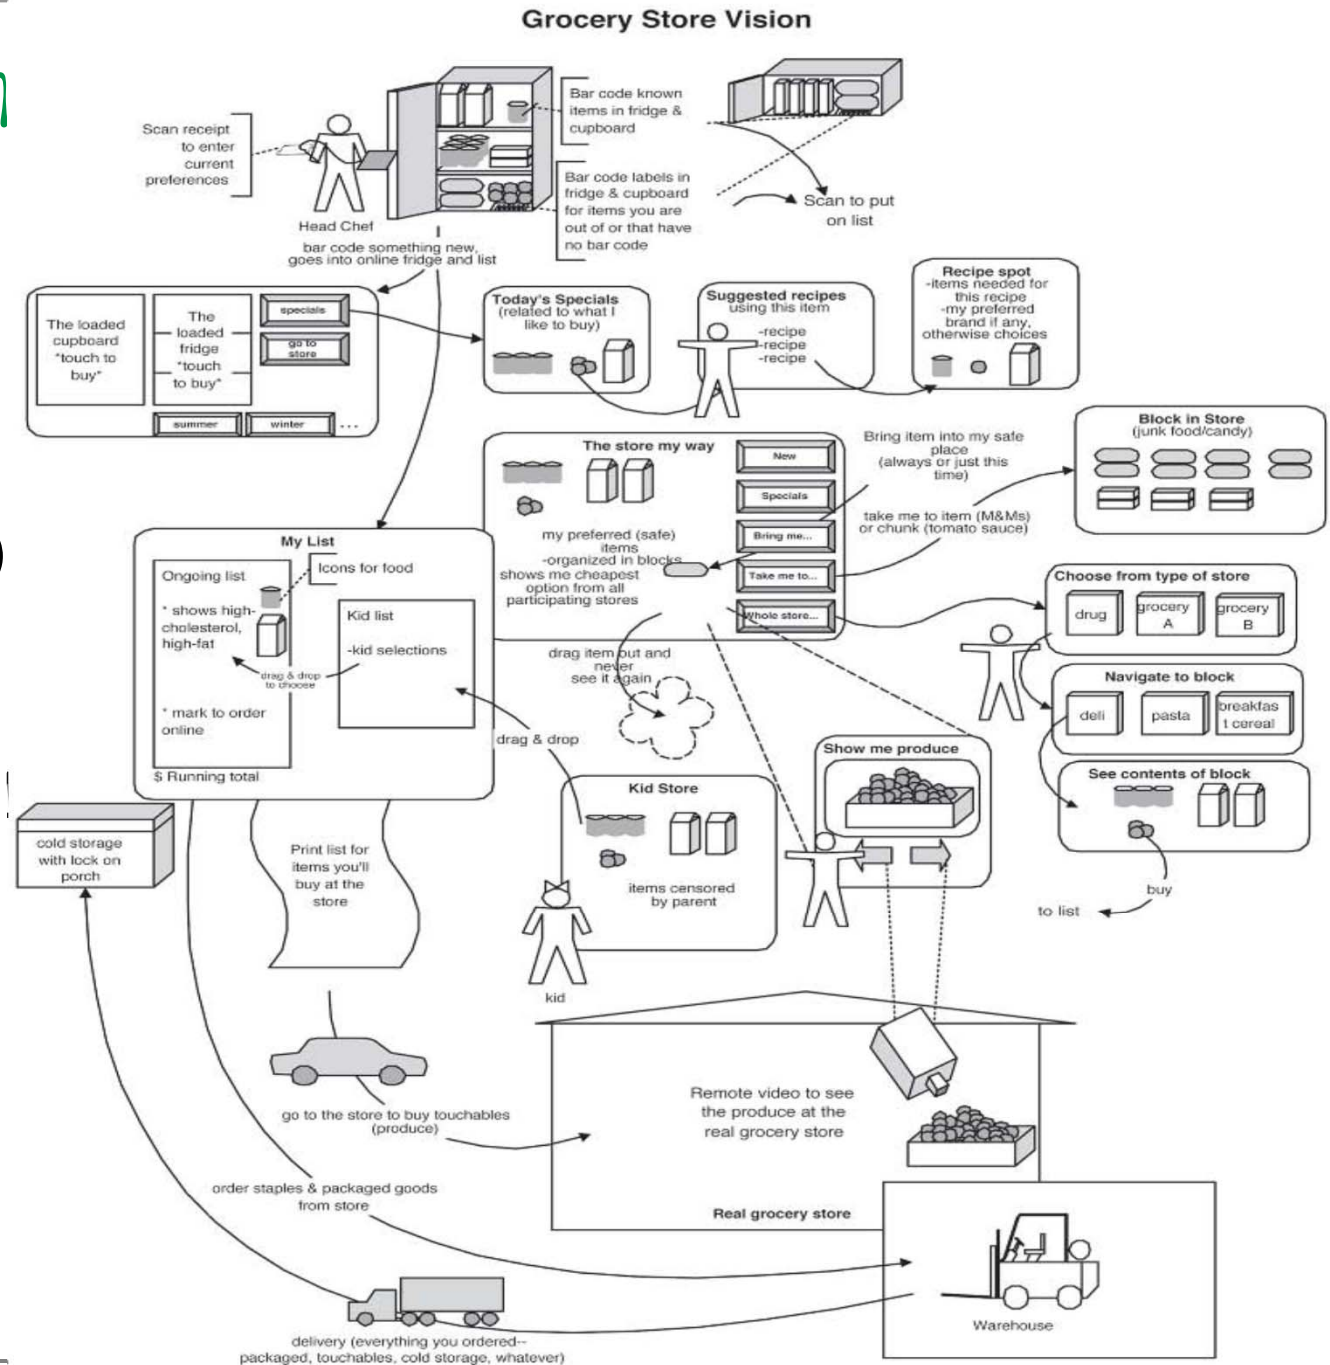 Grocery Store Vision
Scan receipt
to enter
current
preferences
Head Chef
Bar code known
items in fridge &
cupboard
Bar code labels in
fridge & cupboard
for items you are
out of or that have
no bar code
Scan to put
on list
bar code something new,
goes into online fridge and list
The loaded
cupboard
*touch to
buy*
The
loaded
fridge
*touch
to buy*
specials
go to
store
summer
winter
...
Today's Specials
(related to what I
like to buy)
Suggested recipes
using this item
-recipe
-recipe
-recipe
Recipe spot
-items needed for
this recipe
-my preferred
brand if any,
otherwise choices
The store my way
my preferred (safe)
items
-organized in blocks
shows me cheapest
option from all
participating stores
New
Specials
Bring me...
Take me to...
Whole store...
Bring item into my safe
place
(always or just this
time)
take me to item (M&Ms)
or chunk (tomato sauce)
Block in Store
(junk food/candy)
My List
Ongoing list
* shows high-
cholesterol,
high-fat
* mark to order
online
$ Running total
Icons for food
Kid list
-kid selections
drag & drop
to choose
drag item out and
never
see it again
drag & drop
Choose from type of store
drug
grocery
A
grocery
B
Navigate to block
deli
pasta
breakfas
t cereal
See contents of block
buy
to list
Show me produce
Kid Store
items censored
by parent
kid
cold storage
with lock on
porch
Print list for
items you'll
buy at the
store
go to the store to buy touchables
(produce)
Remote video to see
the produce at the
real grocery store
Real grocery store
order staples & packaged goods
from store
Warehouse
delivery (everything you ordered--
packaged, touchables, cold storage, whatever)